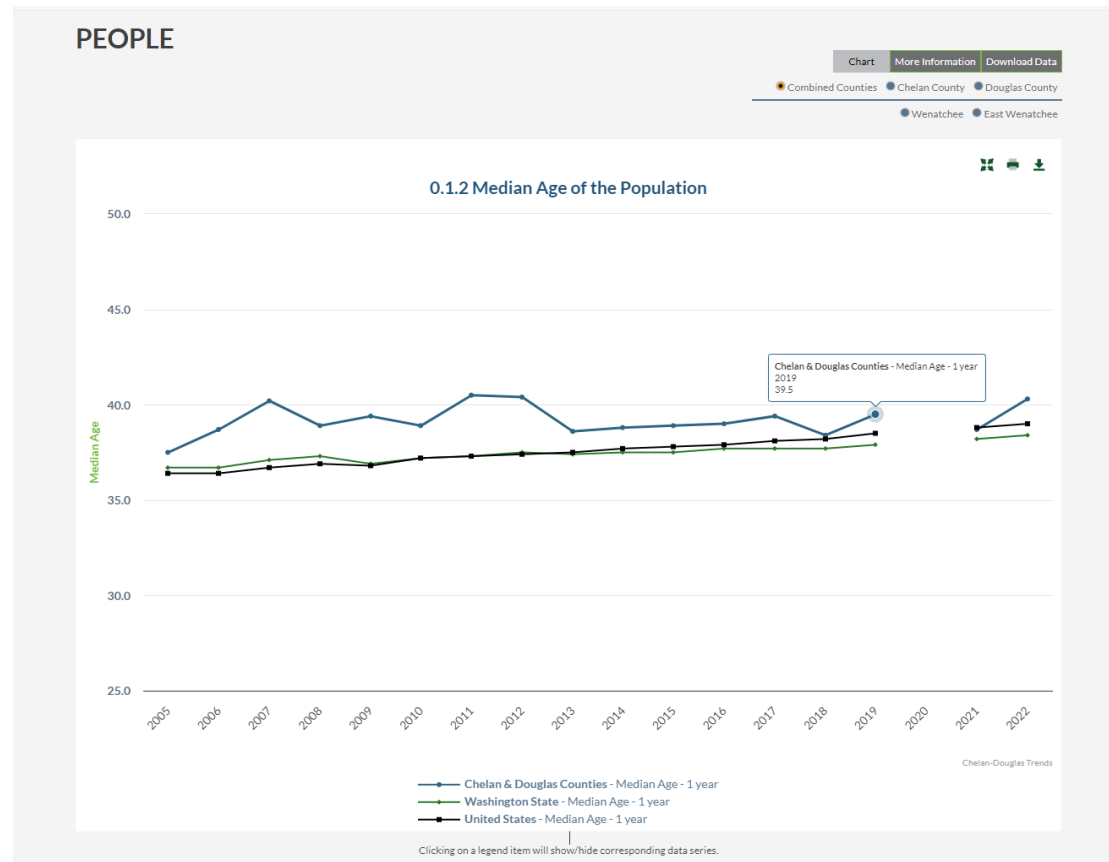 PEOPLE
Chart More Information Download Data
Combined Counties Chelan County Douglas County
Wenatchee East Wenatchee
0.1.2 Median Age of the Population
50.0
45.0
40.0
35.0
30.0
25.0
Median Age
Chelan & Douglas Counties - Median Age - 1 year
2019
39.5
2005 2006 2007 2008 2009 2010 2011 2012 2013 2014 2015 2016 2017 2018 2019 2020 2021 2022
Chelan-Douglas Trends
Chelan & Douglas Counties - Median Age - 1 year
Washington State - Median Age - 1 year
United States - Median Age - 1 year
Clicking on a legend item will show/hide corresponding data series.